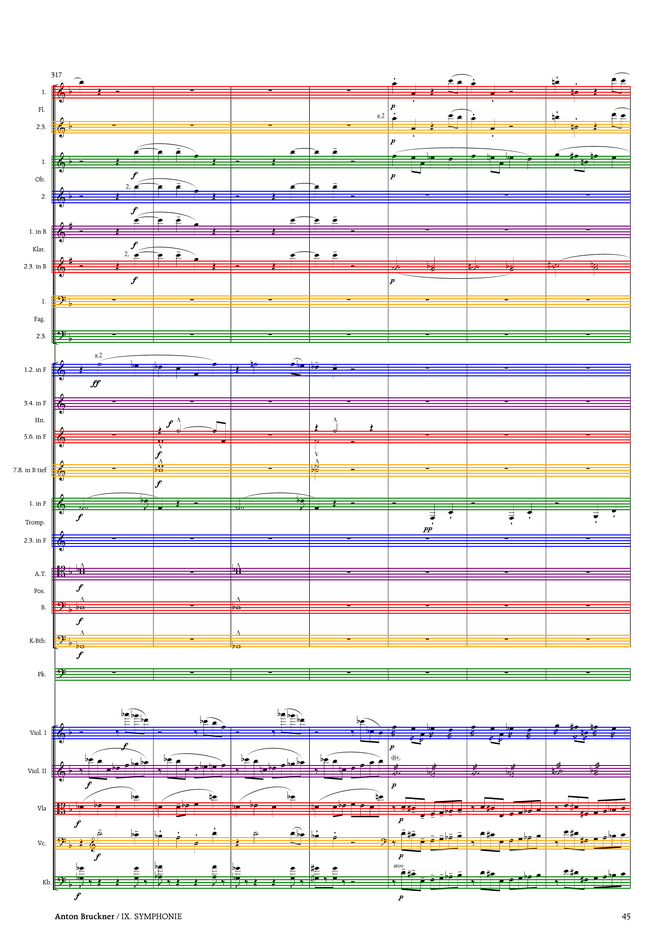 317
1.
Fl.
a.2
2.3.
p
p
1.
Ob.
f
p
2.
2.
f
1. in B
Klar.
f
2.
2.3. in B
f
p
1.
Fag.
2.3.
a.2
1.2. in F
ff
3.4. in F
Hn.
f
5.6. in F
f
7.8. in B tief
f
1. in F
f
Tromp.
pp
2.3. in F
A.T.
Pos.
f
B.
f
K-Btb.
f
Pk.
Viol. I
f
p
div.
Viol. II
f
p
Vla
f
p
Vc.
f
p
arco
Kb.
f
p
Anton Bruckner / IX. SYMPHONIE
45